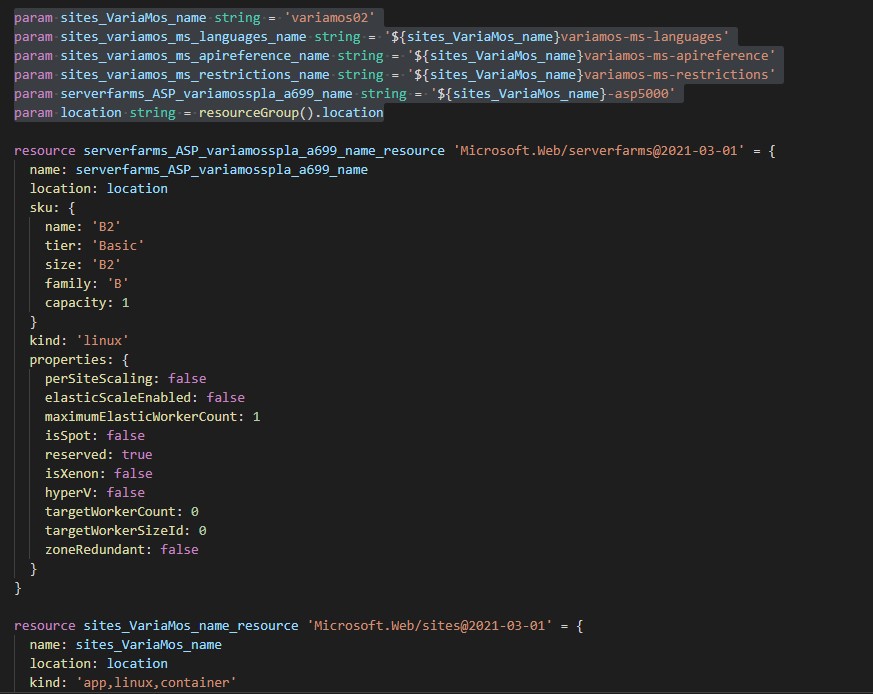 param sites_VariaMos_name string = 'variamos02'
param sites_variamos_ms_languages_name string = '${sites_VariaMos_name}variamos-ms-languages'
param sites_variamos_ms_apireference_name string = '${sites_VariaMos_name}variamos-ms-apireference'
param sites_variamos_ms_restrictions_name string = '${sites_VariaMos_name}variamos-ms-restrictions'
param serverfarms_ASP_variamosspla_a699_name string = '${sites_VariaMos_name}-asp5000'
param location string = resourceGroup().location

resource serverfarms_ASP_variamosspla_a699_name_resource 'Microsoft.Web/serverfarms@2021-03-01' = {
  name: serverfarms_ASP_variamosspla_a699_name
  location: location
  sku: {
    name: 'B2'
    tier: 'Basic'
    size: 'B2'
    family: 'B'
    capacity: 1
  }
  kind: 'linux'
  properties: {
    perSiteScaling: false
    elasticScaleEnabled: false
    maximumElasticWorkerCount: 1
    isSpot: false
    reserved: true
    isXenon: false
    hyperV: false
    targetWorkerCount: 0
    targetWorkerSizeId: 0
    zoneRedundant: false
  }
}

resource sites_VariaMos_name_resource 'Microsoft.Web/sites@2021-03-01' = {
  name: sites_VariaMos_name
  location: location
  kind: 'app,linux,container'